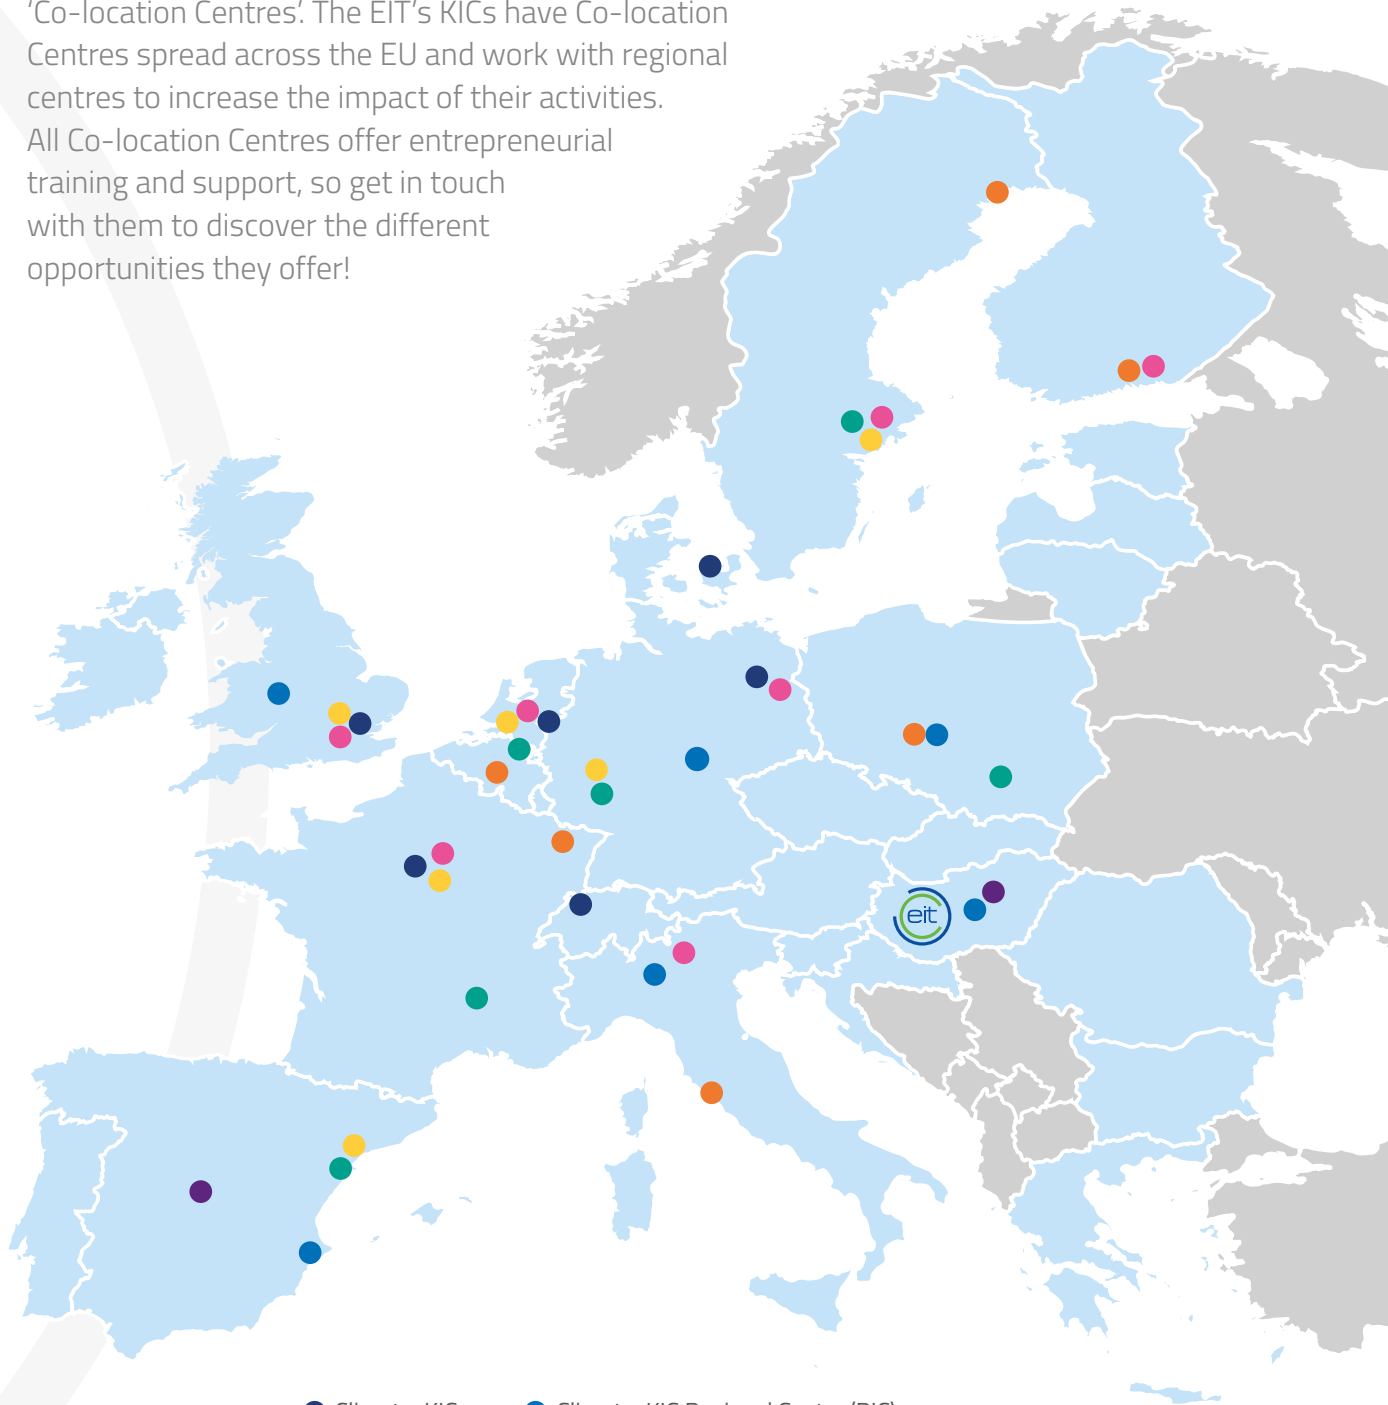 ‘Co-location Centres’. The EIT’s KICs have Co-location
Centres spread across the EU and work with regional
centres to increase the impact of their activities.
All Co-location Centres offer entrepreneurial
training and support, so get in touch
with them to discover the different
opportunities they offer!
eit